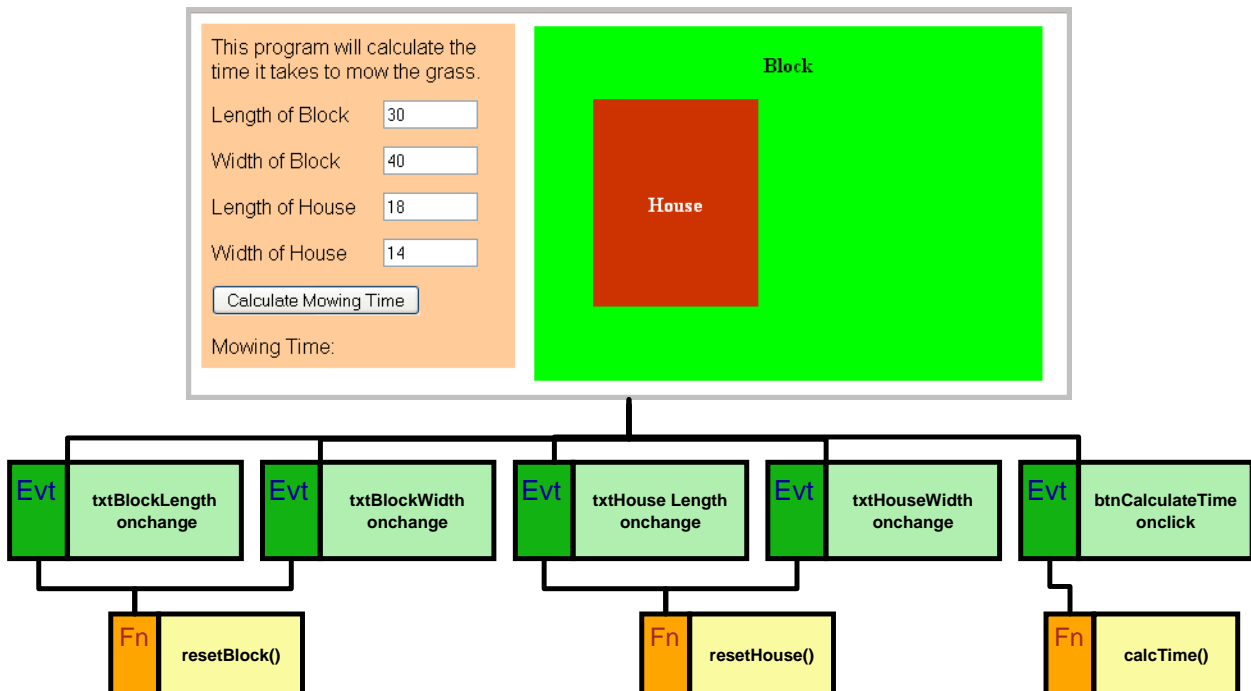 This program will calculate the
time it takes to mow the grass.
Length of Block 30
Width of Block 40
Length of House 18
Width of House 14
Calculate Mowing Time
Mowing Time:
Block
House
Evt
txtBlockLength
onchange
Evt
txtBlockWidth
onchange
Evt
txtHouse Length
onchange
Evt
txtHouseWidth
onchange
Evt
btnCalculateTime
onclick
Fn
resetBlock()
Fn
resetHouse()
Fn
calcTime()